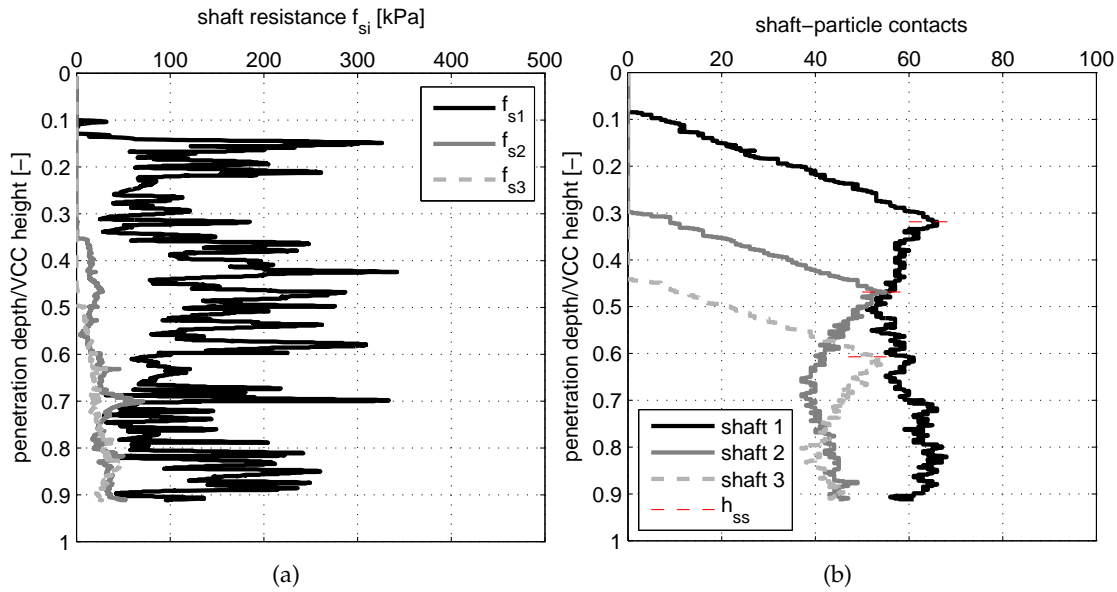 shaft resistance f_si [kPa]
0 100 200 300 400 500
0
0.1
0.2
0.3
0.4
0.5
0.6
0.7
0.8
0.9
1
penetration depth/VCC height [−]
f_s1
f_s2
f_s3
(a)
shaft−particle contacts
0 20 40 60 80 100
0
0.1
0.2
0.3
0.4
0.5
0.6
0.7
0.8
0.9
1
penetration depth/VCC height [−]
shaft 1
shaft 2
shaft 3
h_ss
(b)